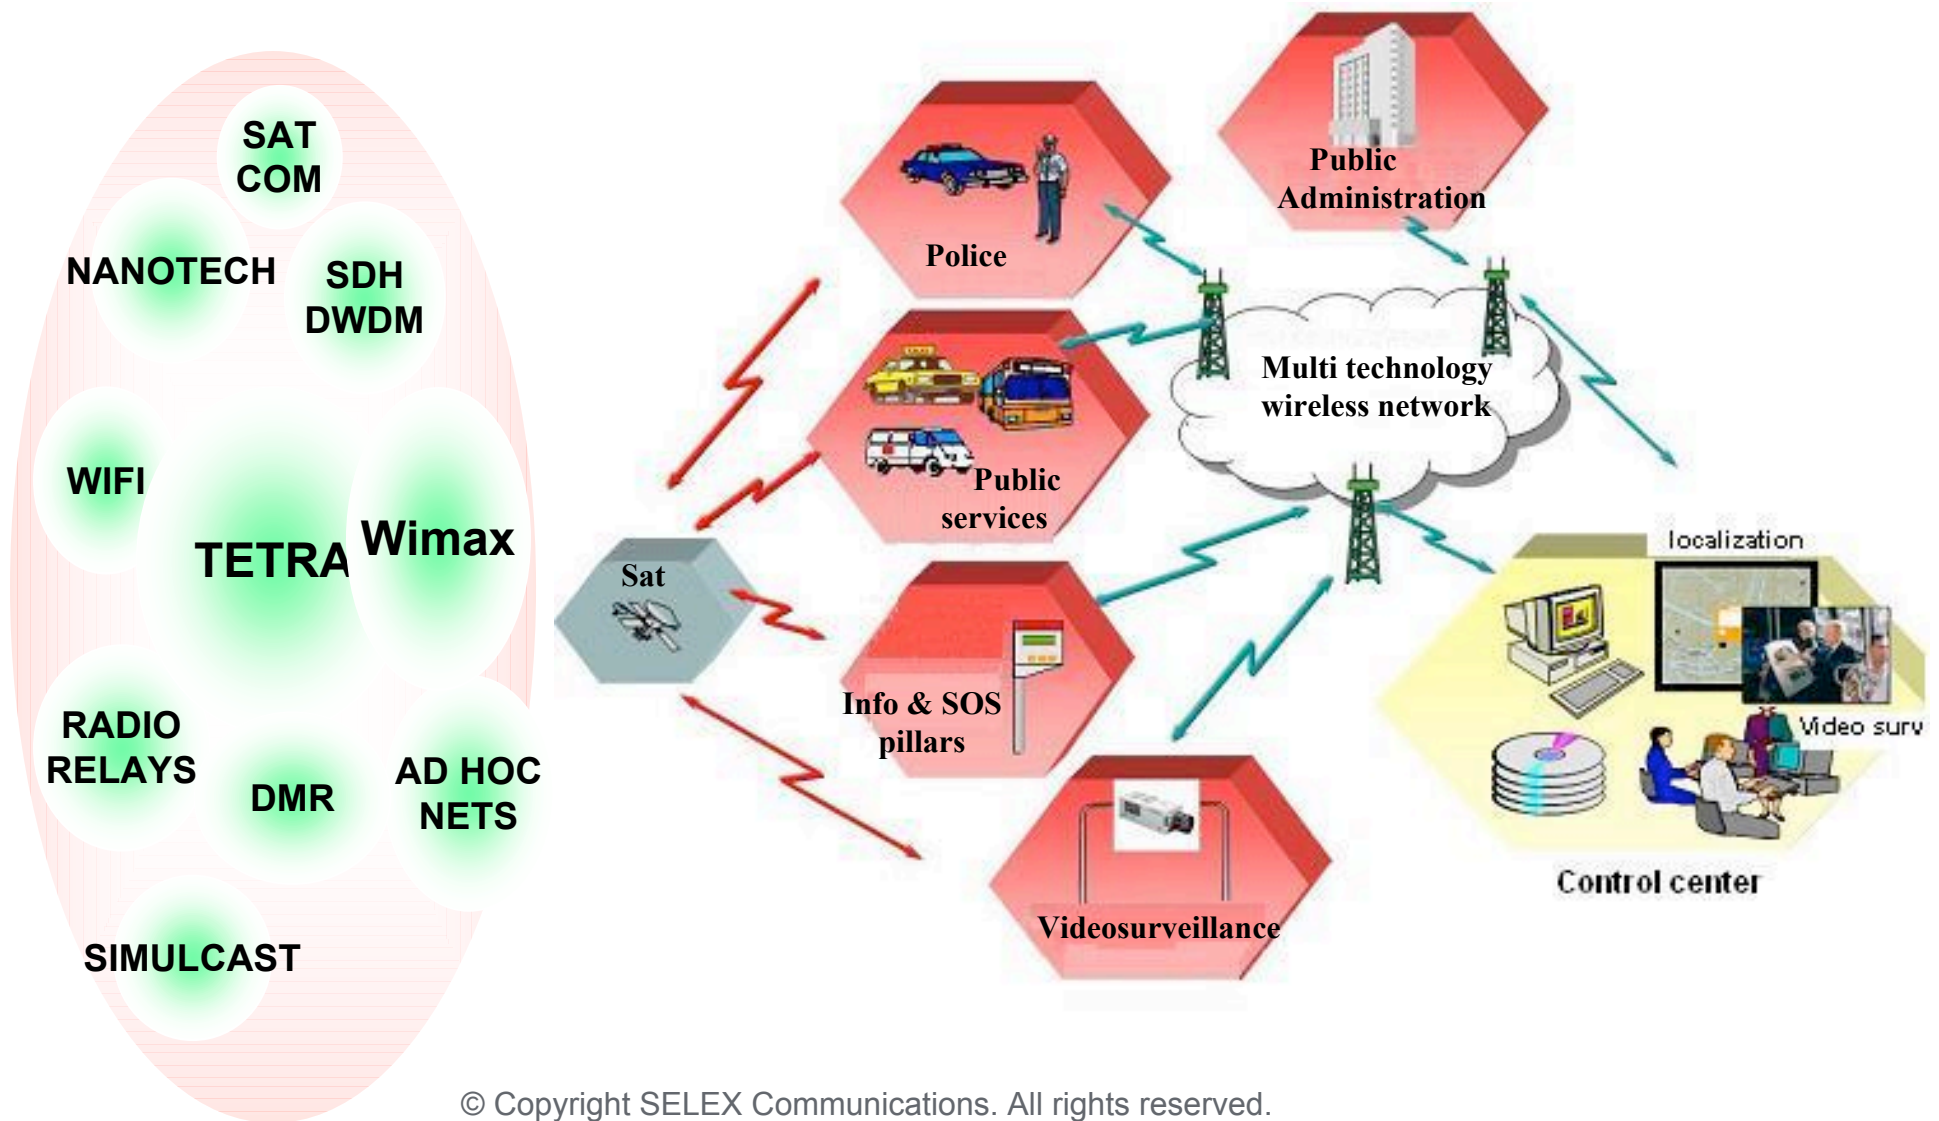 SAT
COM
NANOTECH
SDH
DWDM
WIFI
TETRA
Wimax
RADIO
RELAYS
DMR
AD HOC
NETS
SIMULCAST
Police
Public
Administration
Public
services
Multi technology
wireless network
Sat
Info & SOS
pillars
Videosurveillance
localization
Video surv
Control center
© Copyright SELEX Communications. All rights reserved.